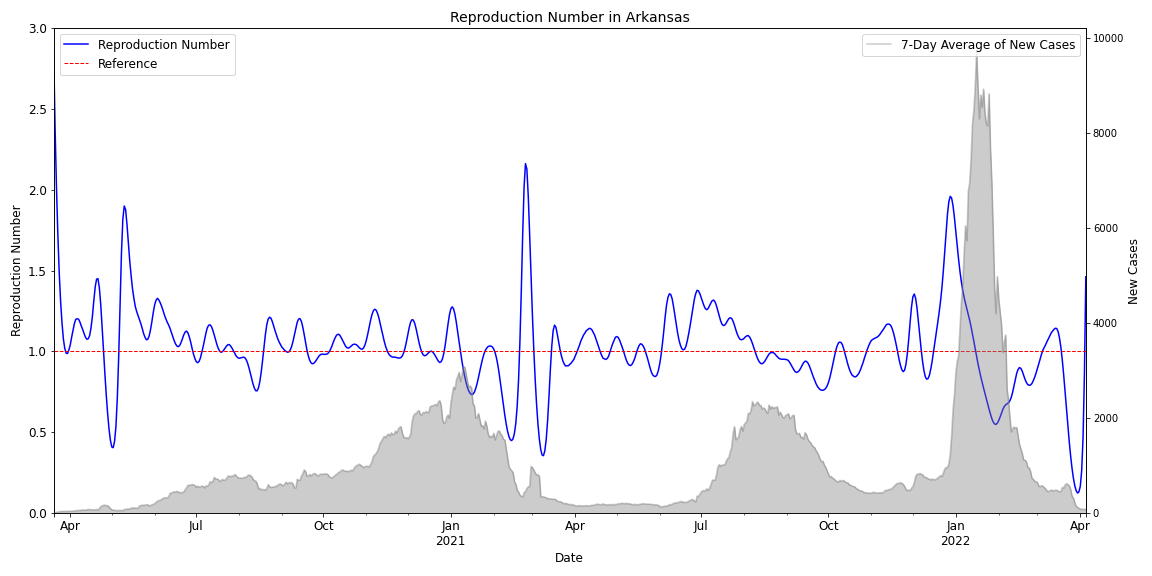 Reproduction Number in Arkansas
Reproduction Number
Reference
7-Day Average of New Cases
3.0
2.5
2.0
1.5
1.0
0.5
0.0
Reproduction Number
10000
8000
6000
4000
2000
0
New Cases
Apr Jul Oct Jan Apr Jul Oct Jan Apr
2021 2022
Date